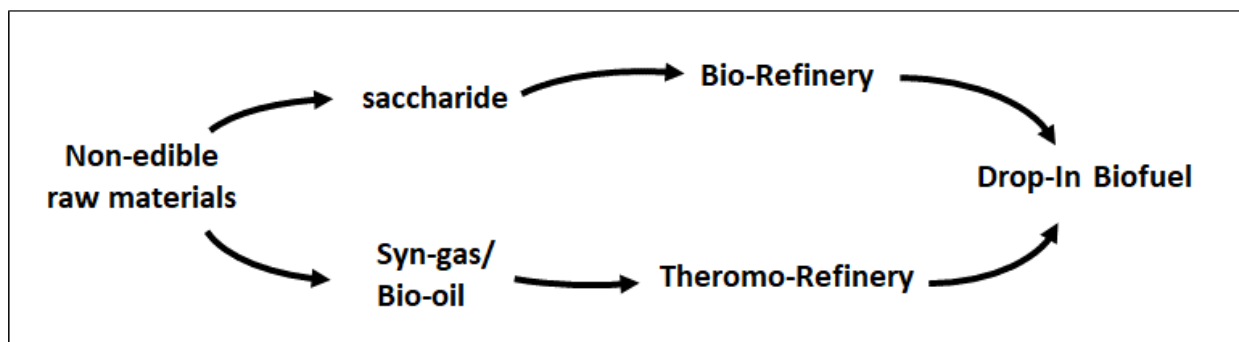 Non-edible
raw materials
saccharide
Bio-Refinery
Syn-gas/
Bio-oil
Theromo-Refinery
Drop-In Biofuel